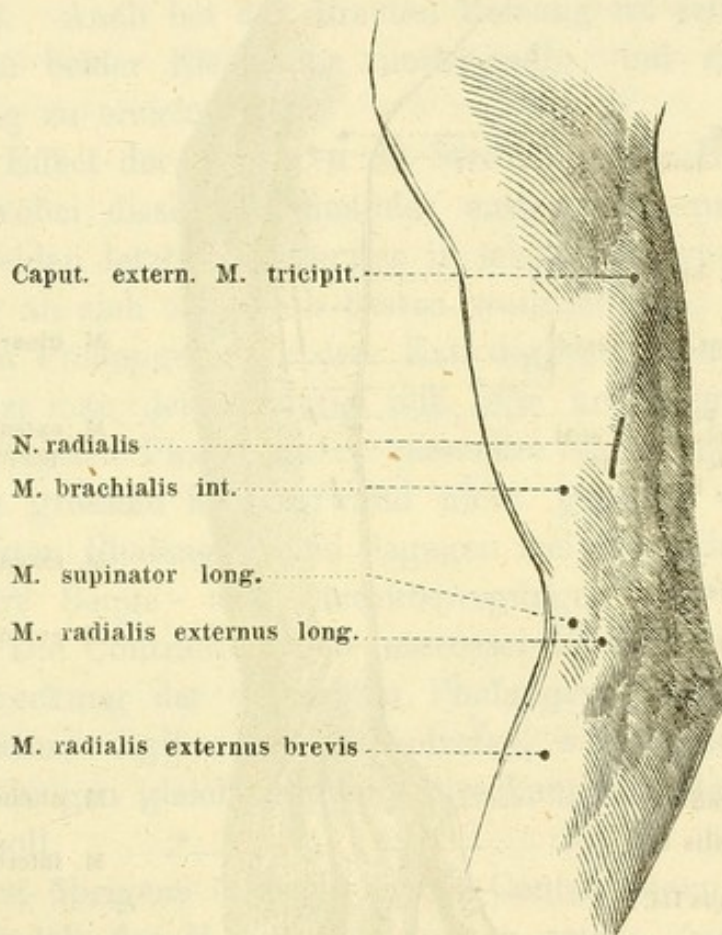 Caput. extern. M. tricipit.
N. radialis
M. brachialis int.
M. supinator long.
M. radialis externus long.
M. radialis externus brevis